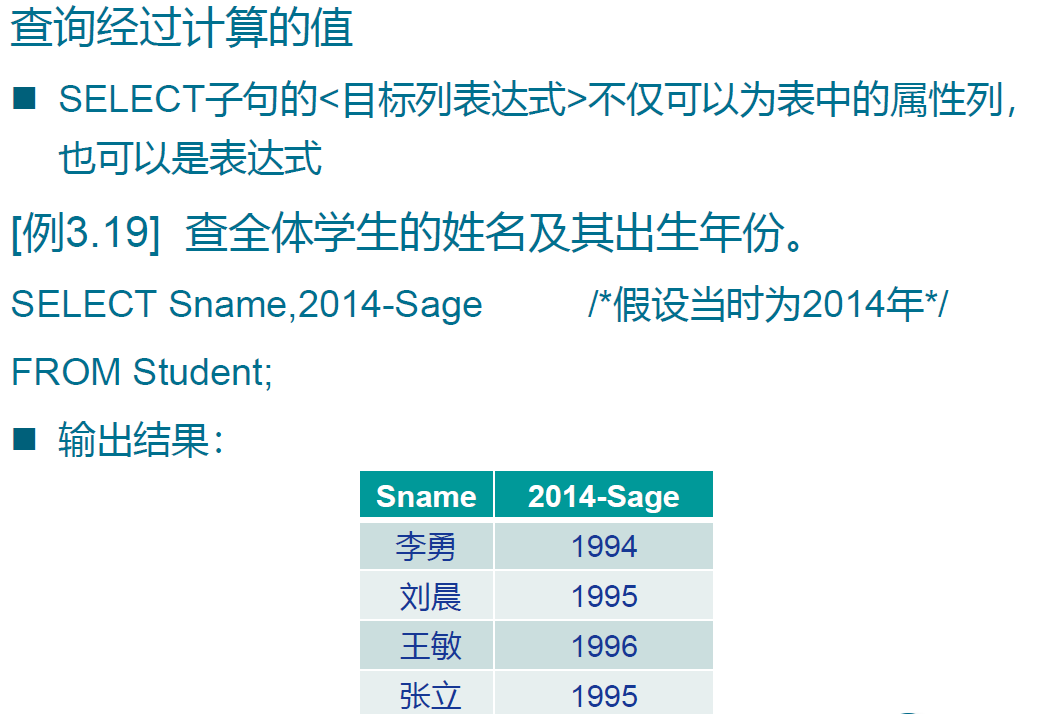 查询经过计算的值
■ SELECT子句的<目标列表达式>不仅可以为表中的属性列，
也可以是表达式
[例3.19] 查全体学生的姓名及其出生年份。
SELECT Sname,2014-Sage /*假设当时为2014年*/
FROM Student;
■ 输出结果：
Sname 2014-Sage
李勇 1994
刘晨 1995
王敏 1996
张立 1995